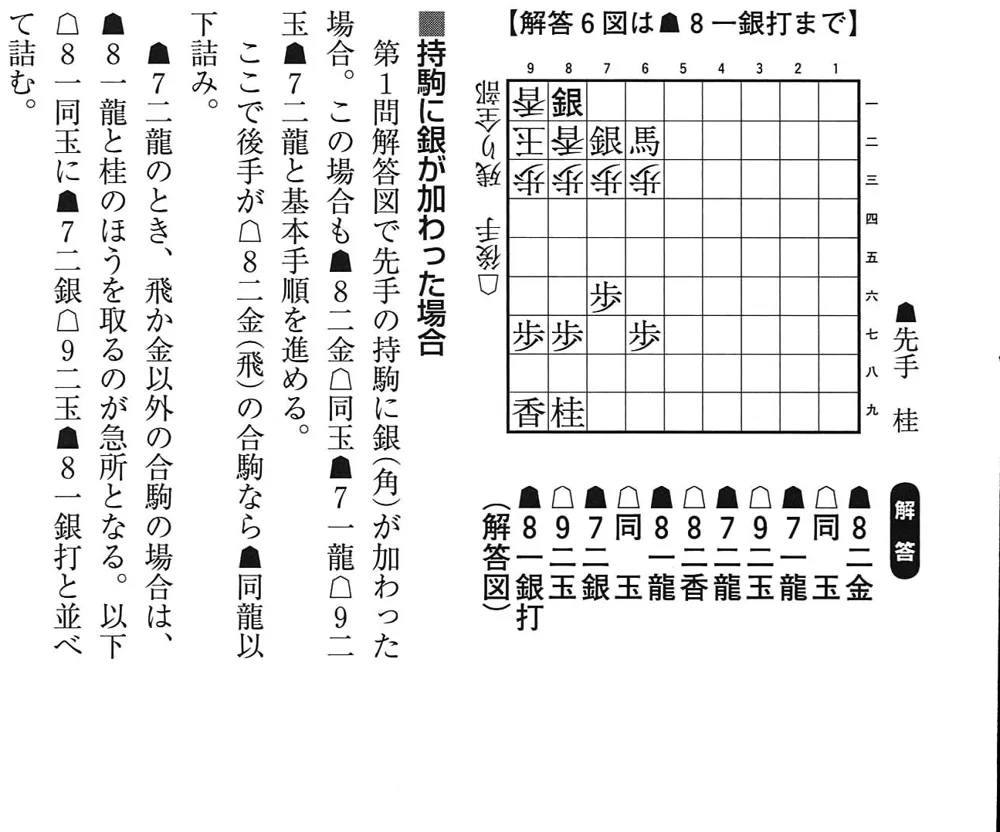 【解答6図は☗8一銀打まで】
9 8 7 6 5 4 3 2 1
香 銀 一
王 香 銀 馬 二
歩 歩 歩 歩 三
四
五
歩 六
歩 歩 歩 七
八
香 桂 九
☗先手 桂
☖後手 残り全部
解答
☗8二金
☖同玉
☗7一龍
☖9二玉
☗7二龍
☖8二香
☗8一龍
☖同玉
☗7二銀
☖9二玉
☗8一銀打
(解答図)
■持駒に銀が加わった場合
第1問解答図で先手の持駒に銀(角)が加わった
場合。この場合も☗8二金☖同玉☗7一龍☖9二
玉☗7二龍と基本手順を進める。
ここで後手が☖8二金(飛)の合駒なら☗同龍以
下詰み。
☗7二龍のとき、飛か金以外の合駒の場合は、
☗8一龍と桂のほうを取るのが急所となる。以下
☖8一同玉に☗7二銀☖9二玉☗8一銀打と並べ
て詰む。